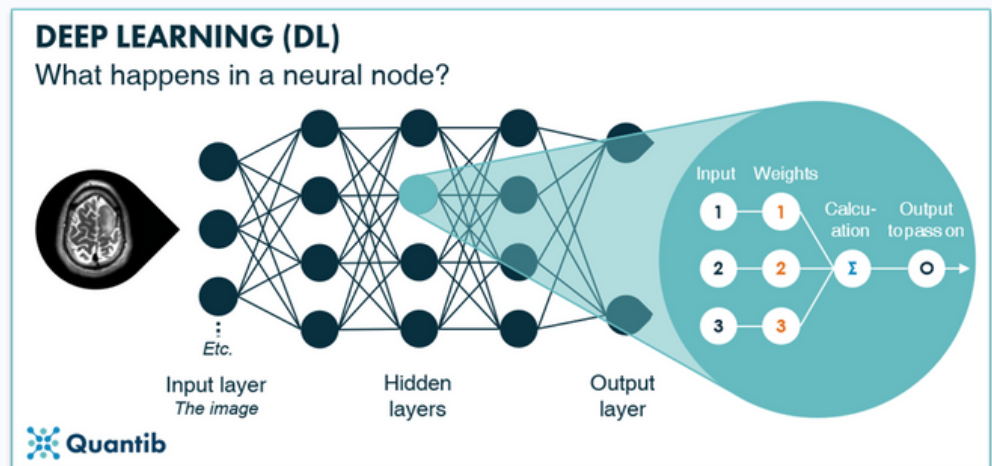 DEEP LEARNING (DL)
What happens in a neural node?
Input Weights
1 1
Calcu-
ation
Output
to pass on
2 2 Σ O
3 3
Etc.
Input layer
The image
Hidden
layers
Output
layer
Quantib